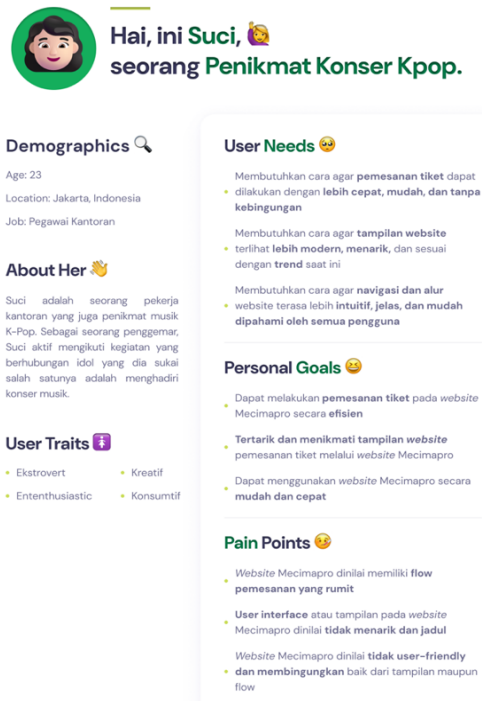 Hai, ini Suci, 🙋‍♀️
seorang Penikmat Konser Kpop.
Demographics 🔍
Age: 23
Location: Jakarta, Indonesia
Job: Pegawai Kantoran
About Her 👋
Suci adalah seorang pekerja
kantoran yang juga penikmat musik
K-Pop. Sebagai seorang penggemar,
Suci aktif mengikuti kegiatan yang
berhubungan idol yang dia sukai
salah satunya adalah menghadiri
konser musik.
User Traits 🚺
Ekstrovert
Kreatif
Ententhusiastic
Konsumtif
User Needs 🥺
Membutuhkan cara agar pemesanan tiket dapat
dilakukan dengan lebih cepat, mudah, dan tanpa
kebingungan
Membutuhkan cara agar tampilan website
terlihat lebih modern, menarik, dan sesuai
dengan trend saat ini
Membutuhkan cara agar navigasi dan alur
website terasa lebih intuitif, jelas, dan mudah
dipahami oleh semua pengguna
Personal Goals 😆
Dapat melakukan pemesanan tiket pada website
Mecimapro secara efisien
Tertarik dan menikmati tampilan website
pemesanan tiket melalui website Mecimapro
Dapat menggunakan website Mecimapro secara
mudah dan cepat
Pain Points 🤒
Website Mecimapro dinilai memiliki flow
pemesanan yang rumit
User interface atau tampilan pada website
Mecimapro dinilai tidak menarik dan jadul
Website Mecimapro dinilai tidak user-friendly
dan membingungkan baik dari tampilan maupun
flow